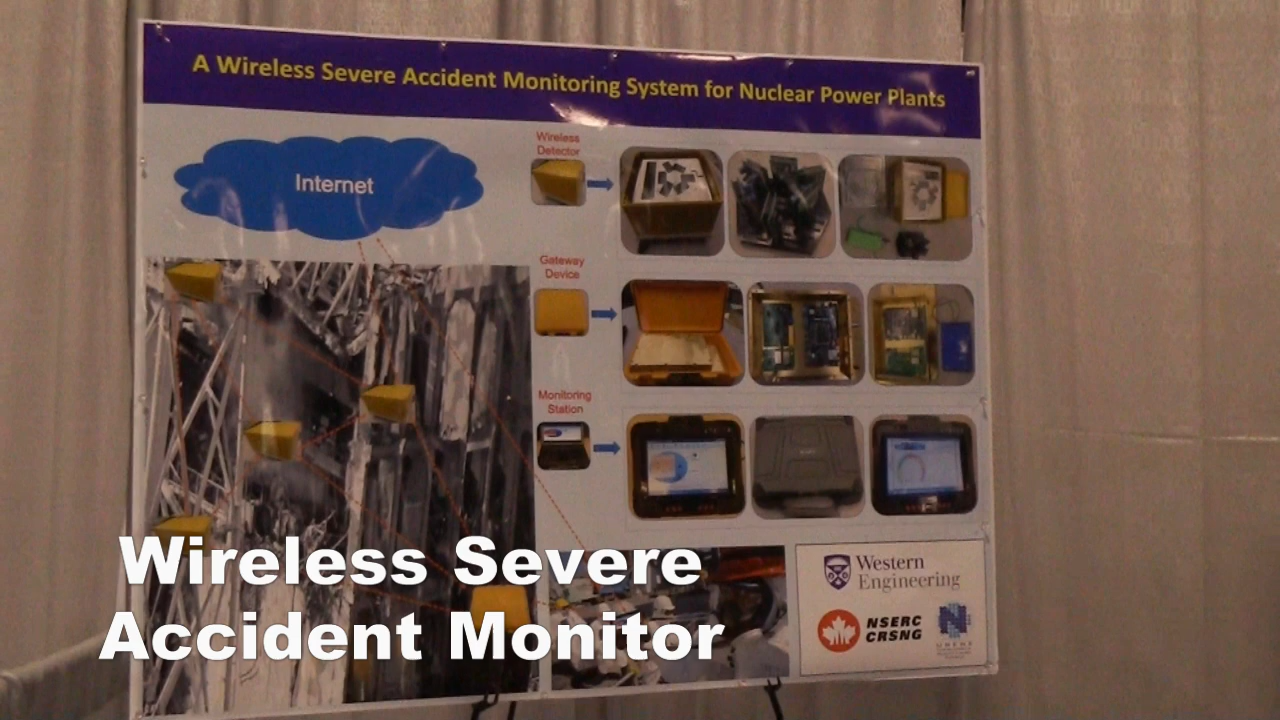 A Wireless Severe Accident Monitoring System for Nuclear Power Plants
Internet
Wireless
Detector
Gateway
Device
Monitoring
Station
Western
Engineering
NSERC
CRSNG
Wireless Severe
Accident Monitor